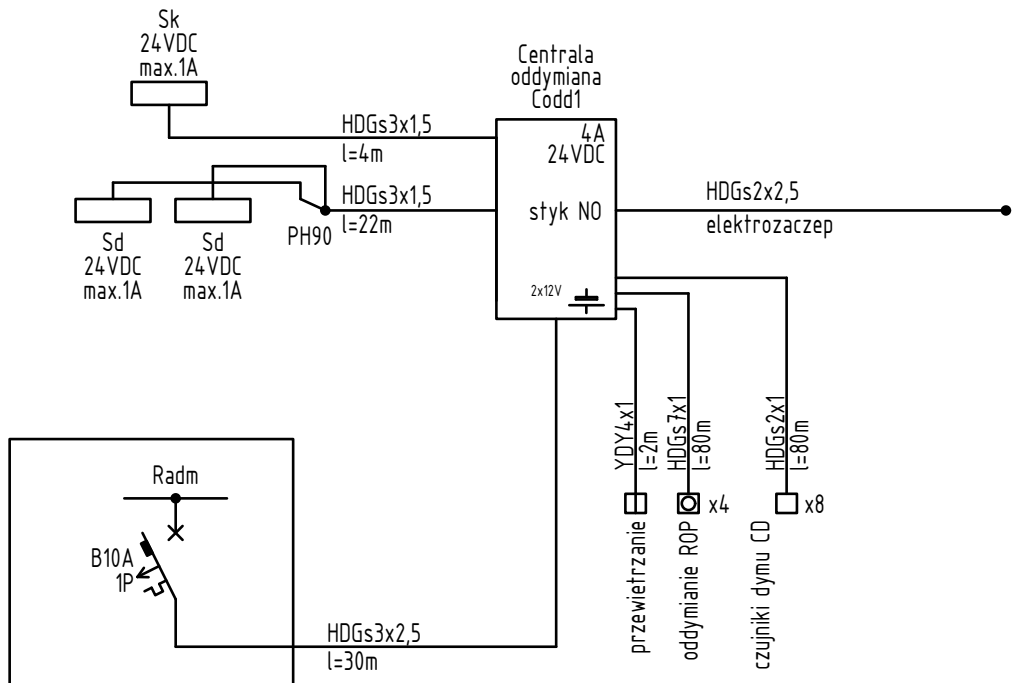 Sk
24VDC
max.1A
HDGs3x1,5
l=4m
HDGs3x1,5
l=22m
PH90
Sd
24VDC
max.1A
Sd
24VDC
max.1A
Centrala
oddymiana
Codd1
4A
24VDC
styk NO
2x12V
HDGs2x2,5
elektrozaczep
YDY4x1
l=2m
HDGs7x1
l=80m
HDGs2x1
l=80m
x4
x8
przewietrzanie
oddymianie ROP
czujniki dymu CD
Radm
B10A
1P
HDGs3x2,5
l=30m